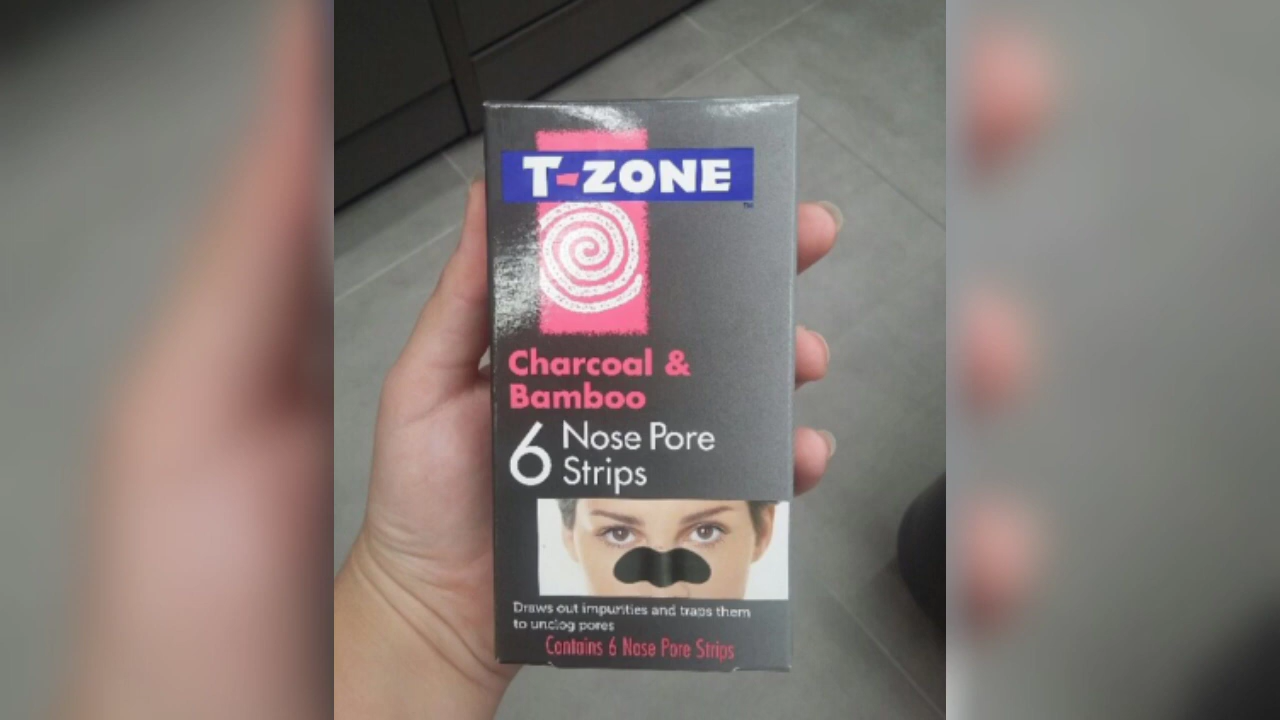 T-ZONE
TM
Charcoal &
Bamboo
6 Nose Pore
Strips
Draws out impurities and traps them
to unclog pores
Contains 6 Nose Pore Strips